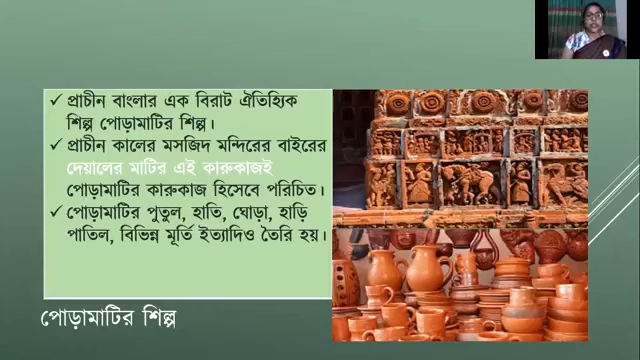 ✓ প্রাচীন বাংলার এক বিরাট ঐতিহ্যিক
শিল্প পোড়ামাটির শিল্প।
✓ প্রাচীন কালের মসজিদ মন্দিরের বাইরের
দেয়ালের মাটির এই কারুকাজই
পোড়ামাটির কারুকাজ হিসেবে পরিচিত।
✓ পোড়ামাটির পুতুল, হাতি, ঘোড়া, হাড়ি
পাতিল, বিভিন্ন মূর্তি ইত্যাদিও তৈরি হয়।
পোড়ামাটির শিল্প